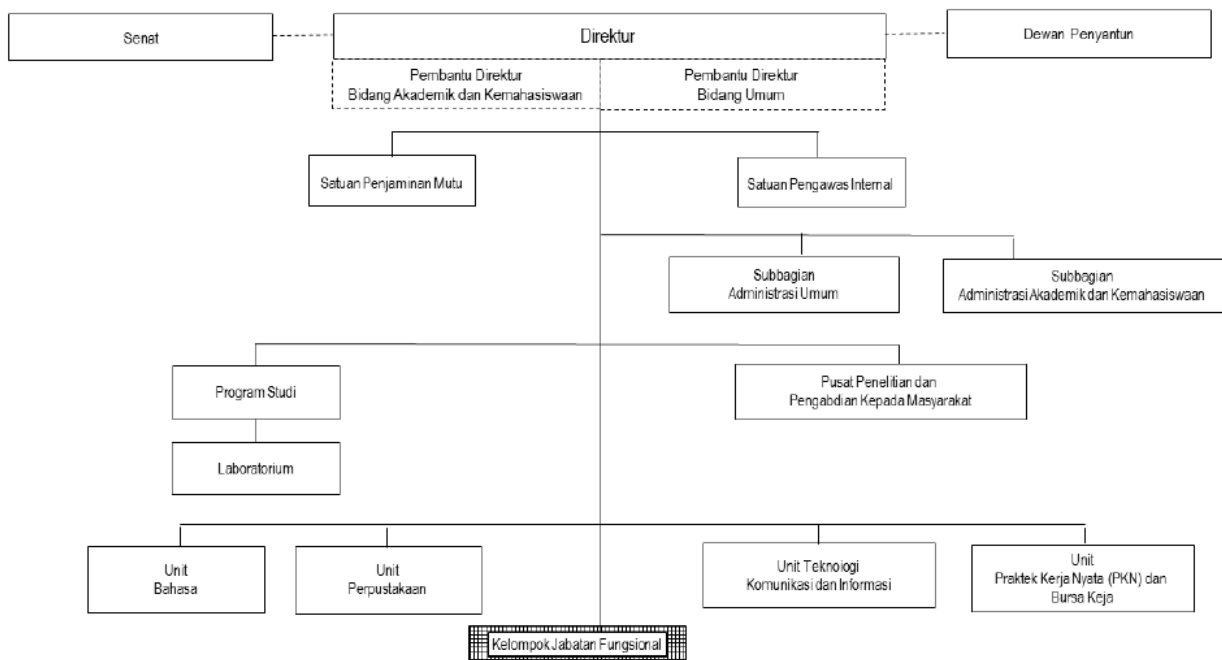 Senat
Direktur
Dewan Penyantun
Pembantu Direktur
Bidang Akademik dan Kemahasiswaan
Pembantu Direktur
Bidang Umum
Satuan Penjaminan Mutu
Satuan Pengawas Internal
Subbagian
Administrasi Umum
Subbagian
Administrasi Akademik dan Kemahasiswaan
Program Studi
Pusat Penelitian dan
Pengabdian Kepada Masyarakat
Laboratorium
Unit
Bahasa
Unit
Perpustakaan
Unit Teknologi
Komunikasi dan Informasi
Unit
Praktek Kerja Nyata (PKN) dan
Bursa Keja
Kelompok Jabatan Fungsional